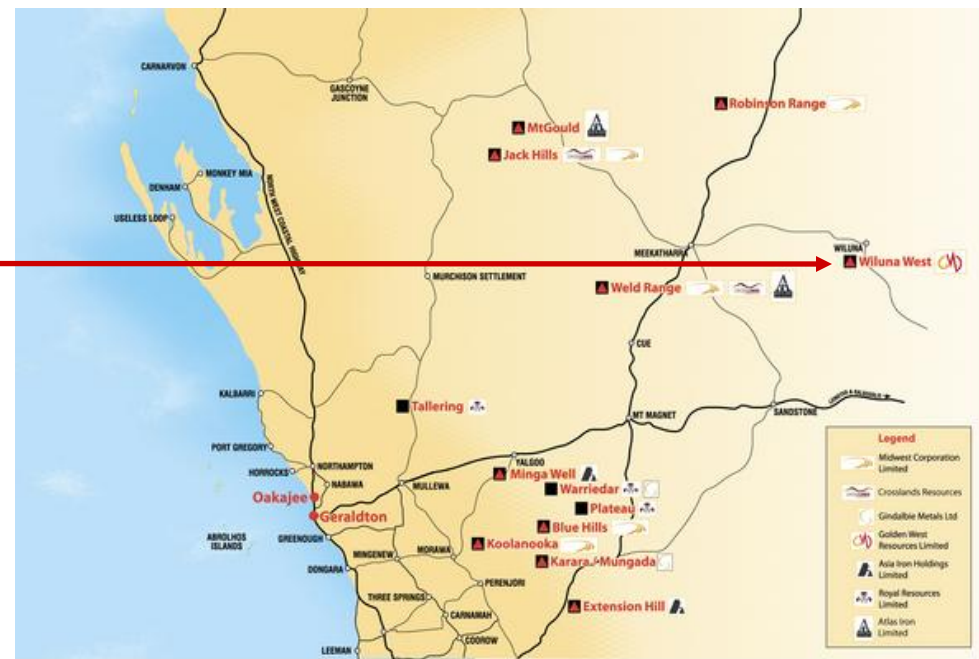 CARNARVON
GASCOYNE
JUNCTION
Robinson Range
MtGould
Jack Hills
MONKEY MIA
DENHAM
USELESS LOOP
NORTH WEST COASTAL HIGHWAY
MEEKATHARRA
WILUNA
Wiluna West
MURCHISON SETTLEMENT
Weld Range
CUE
KALBARRI
Tallering
MT MAGNET
SANDSTONE
PORT GREGORY
HORROCKS
NORTHAMPTON
NABAWA
MULLEWA
YALGOO
Minga Well
Warriedar
Plateau
Oakajee
Geraldton
ABROLHOS
ISLANDS
GREENOUGH
Blue Hills
Koolanooka
MINGENEW
MORAWA
Karara / Mungada
DONGARA
PERENJORI
THREE SPRINGS
CARNAMAH
Extension Hill
COOROW
LEEMAN
Legend
Midwest Corporation
Limited
Crosslands Resources
Gindalbie Metals Ltd
Golden West
Resources Limited
Asia Iron Holdings
Limited
Royal Resources
Limited
Atlas Iron
Limited